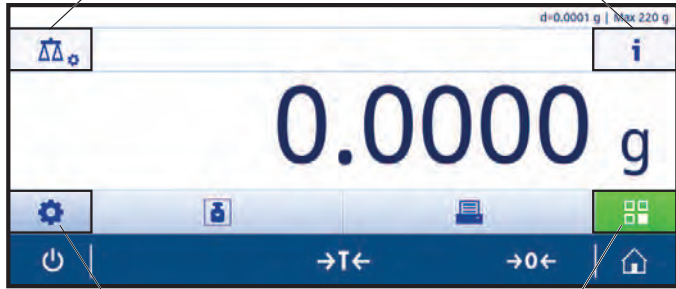 d=0.0001 g | Max 220 g
i
0.0000 g
→T← →0←